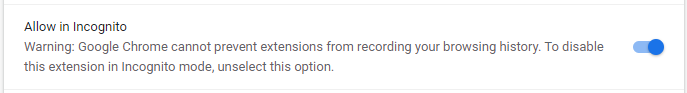 Allow in Incognito
Warning: Google Chrome cannot prevent extensions from recording your browsing history. To disable
this extension in Incognito mode, unselect this option.